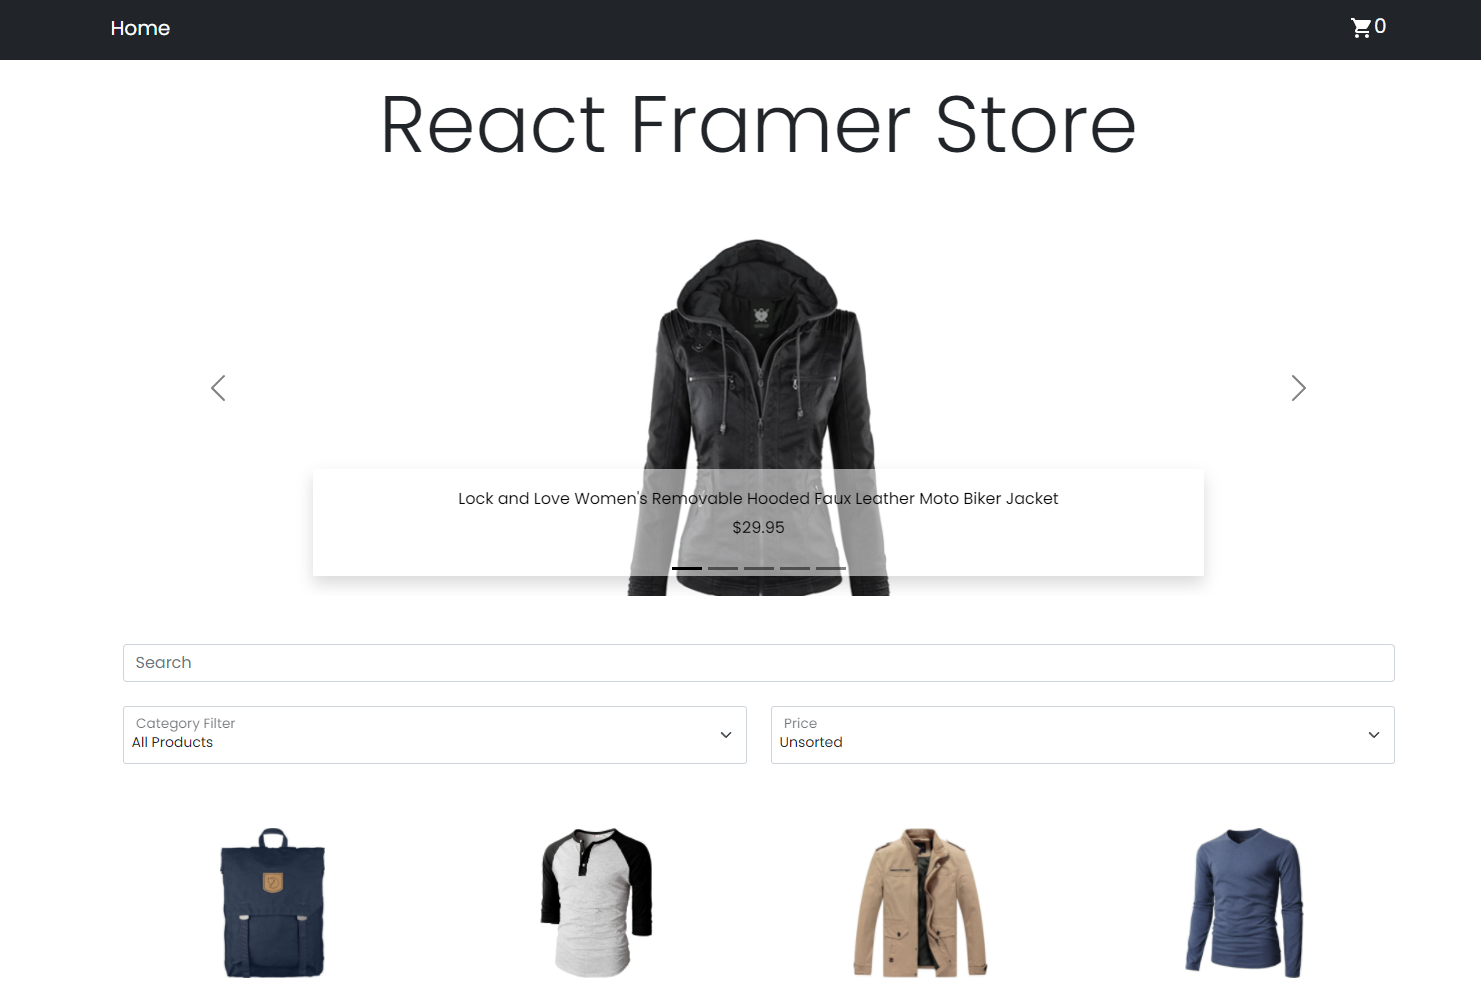 Home
0
React Framer Store
Lock and Love Women's Removable Hooded Faux Leather Moto Biker Jacket
$29.95
Search
Category Filter
All Products
Price
Unsorted